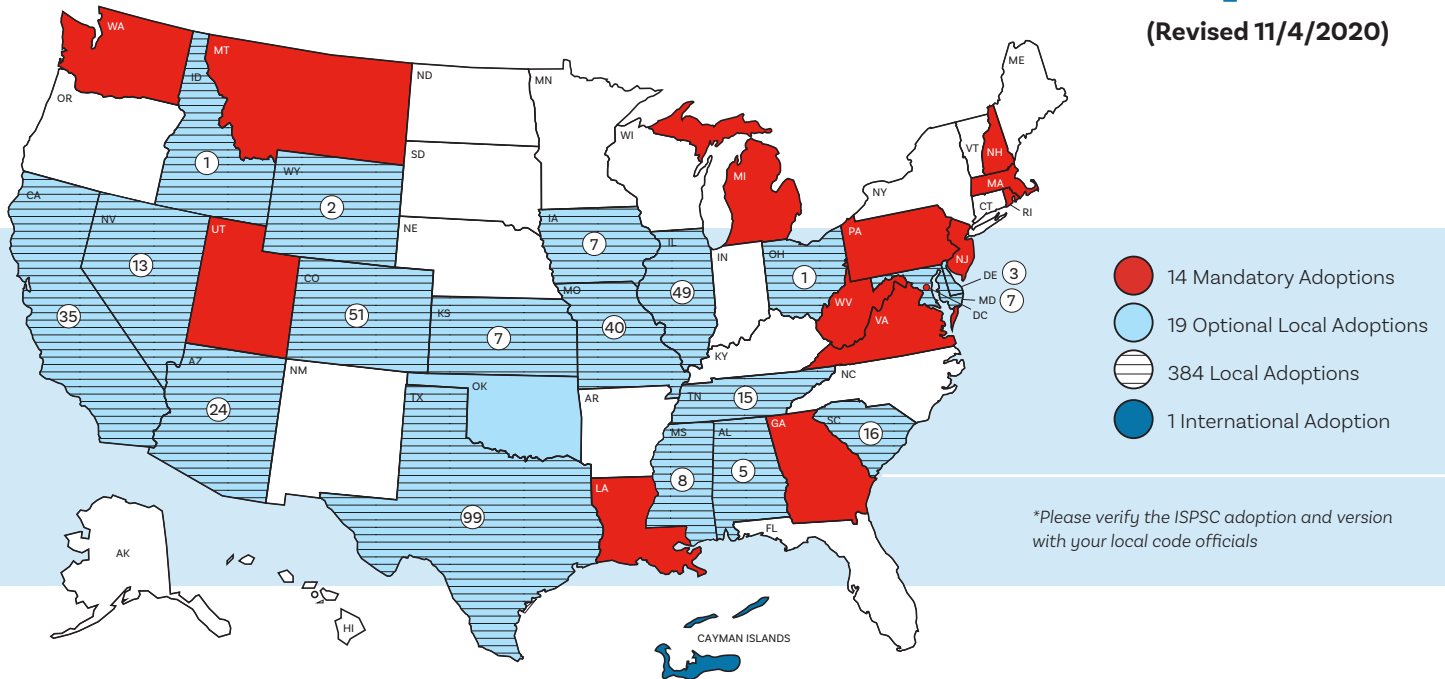 (Revised 11/4/2020)
WA
MT
ND
MN
ME
OR
ID
SD
WI
VT
NH
1
WY
2
MI
NY
MA
CT
RI
CA
NV
UT
NE
IA
7
IL
IN
OH
1
PA
NJ
13
CO
51
MO
49
DE 3
MD 7
DC
35
KS
7
40
WV
VA
KY
AZ
24
NM
OK
AR
TN
15
NC
TX
MS
8
AL
5
GA
SC
16
99
LA
FL
AK
HI
CAYMAN ISLANDS
14 Mandatory Adoptions
19 Optional Local Adoptions
384 Local Adoptions
1 International Adoption
*Please verify the ISPSC adoption and version
with your local code officials